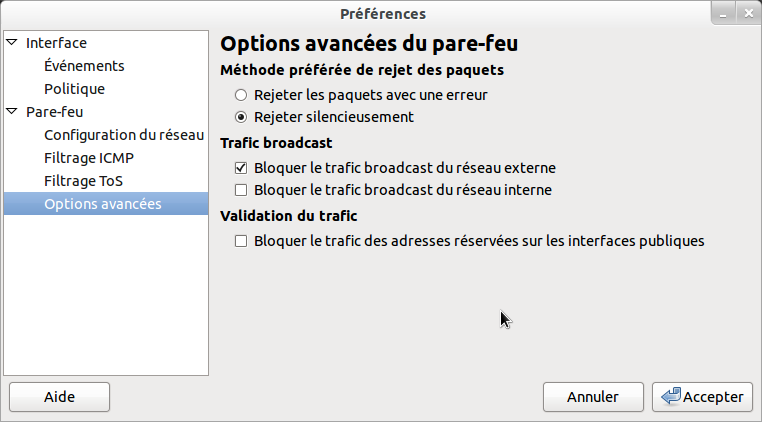 Préférences
Interface
Événements
Politique
Pare-feu
Configuration du réseau
Filtrage ICMP
Filtrage ToS
Options avancées
Options avancées du pare-feu
Méthode préférée de rejet des paquets
Rejeter les paquets avec une erreur
Rejeter silencieusement
Trafic broadcast
Bloquer le trafic broadcast du réseau externe
Bloquer le trafic broadcast du réseau interne
Validation du trafic
Bloquer le trafic des adresses réservées sur les interfaces publiques
Aide
Annuler
Accepter